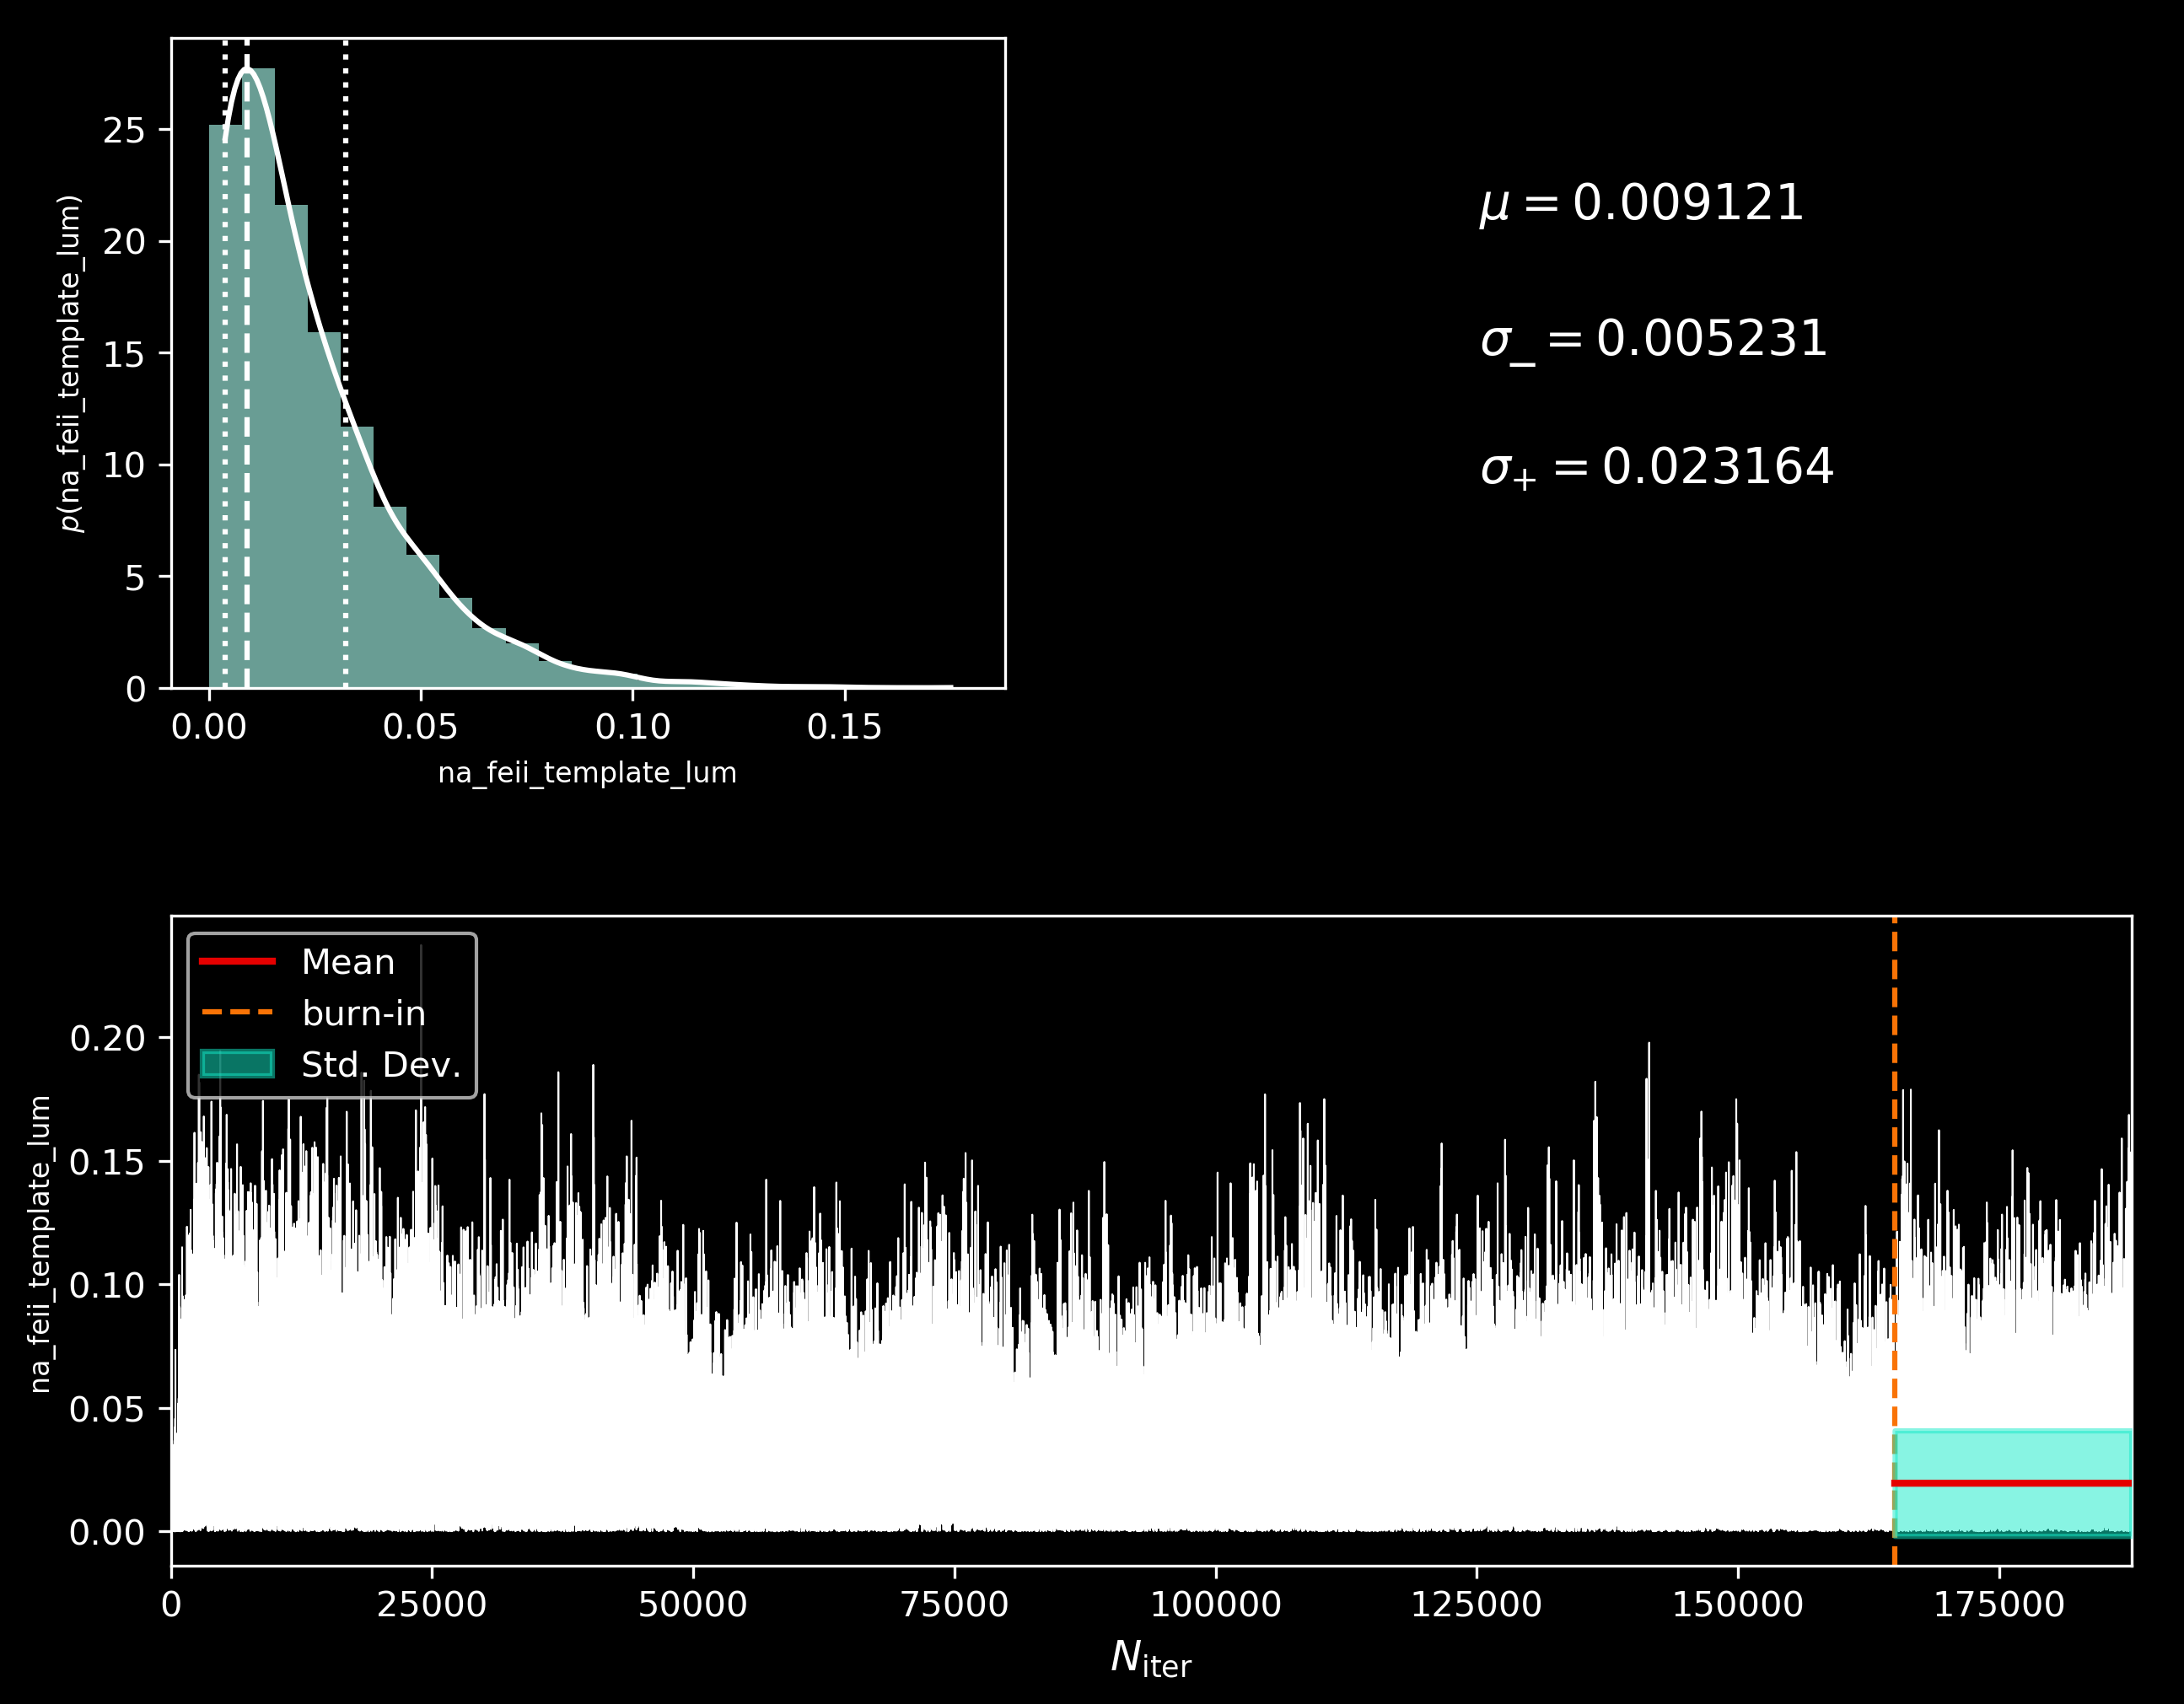 25
20
15
10
5
0
p(na_feii_template_lum)
0.00 0.05 0.10 0.15
na_feii_template_lum
μ = 0.009121
σ_− = 0.005231
σ_+ = 0.023164
Mean
burn-in
Std. Dev.
0.20
0.15
0.10
0.05
0.00
na_feii_template_lum
0 25000 50000 75000 100000 125000 150000 175000
N_iter